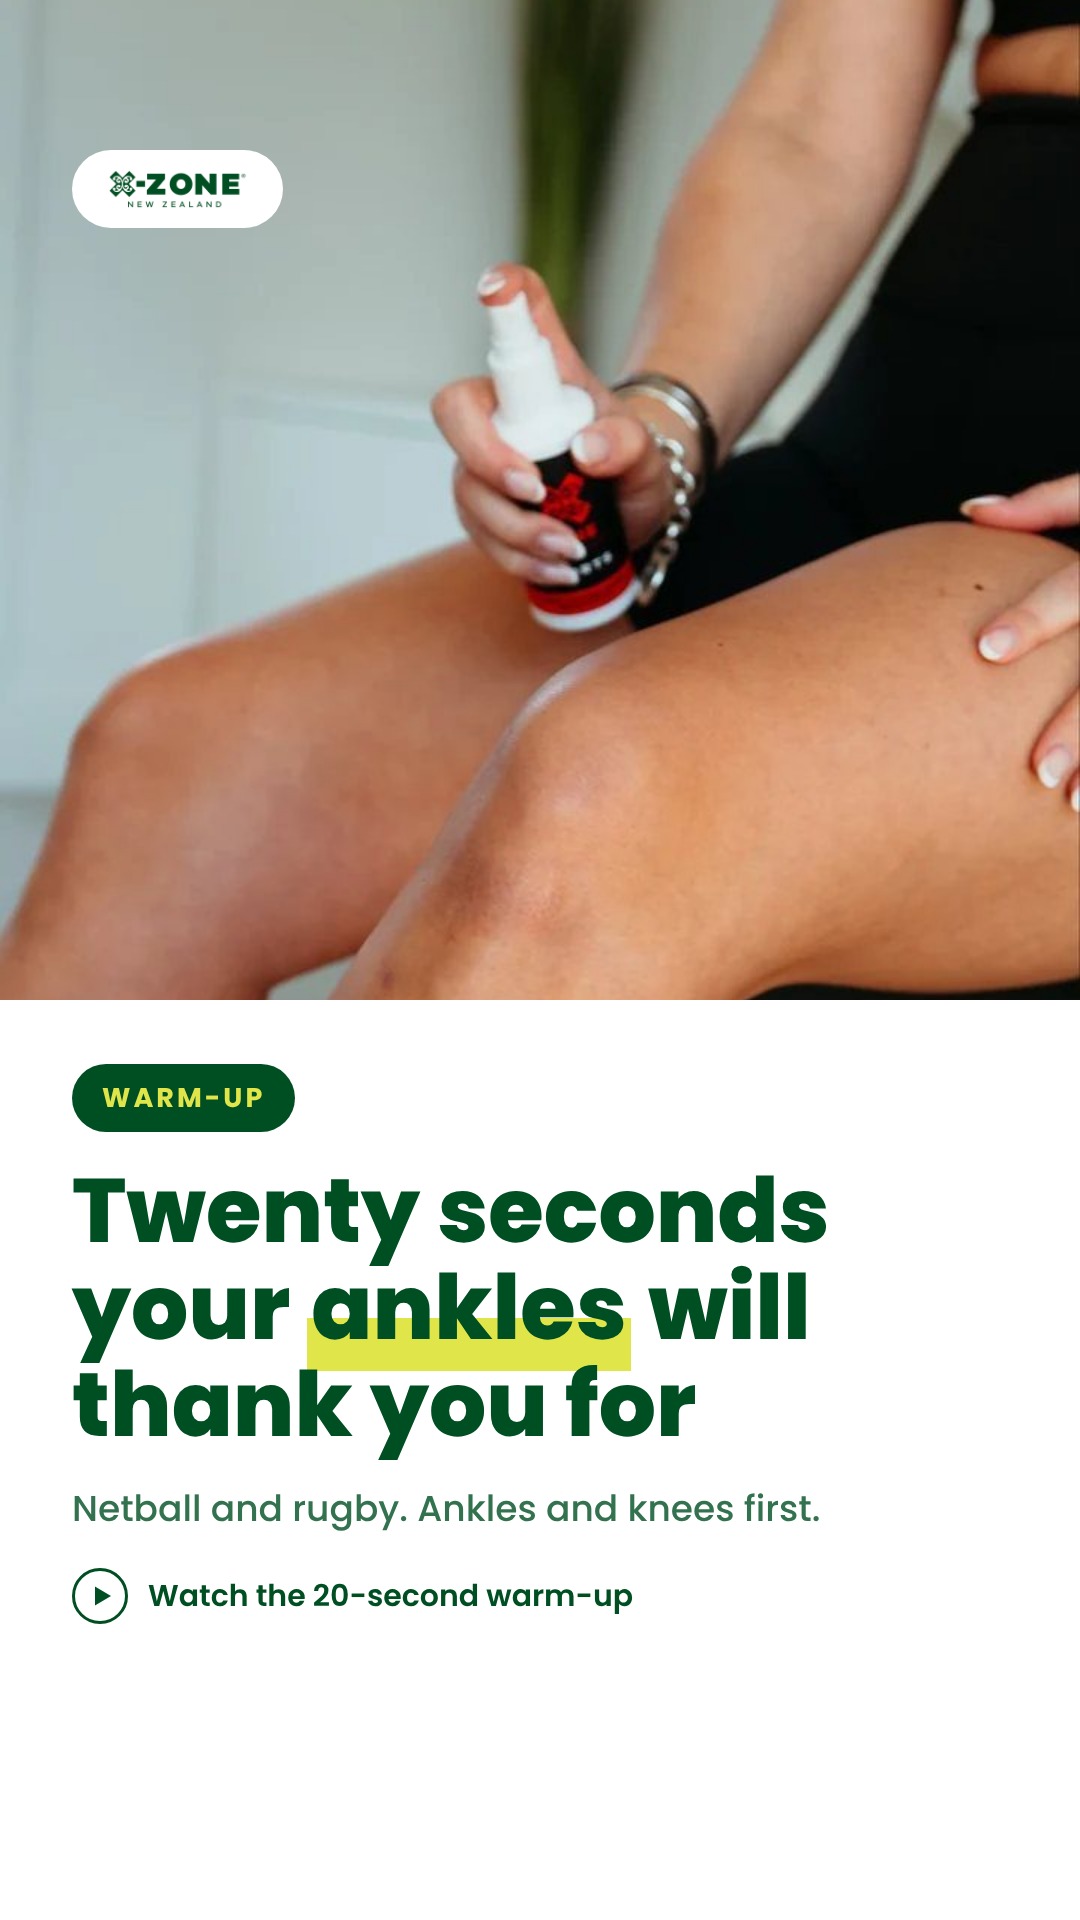 X-ZONE®
NEW ZEALAND
WARM-UP
Twenty seconds
your ankles will
thank you for
Netball and rugby. Ankles and knees first.
Watch the 20-second warm-up